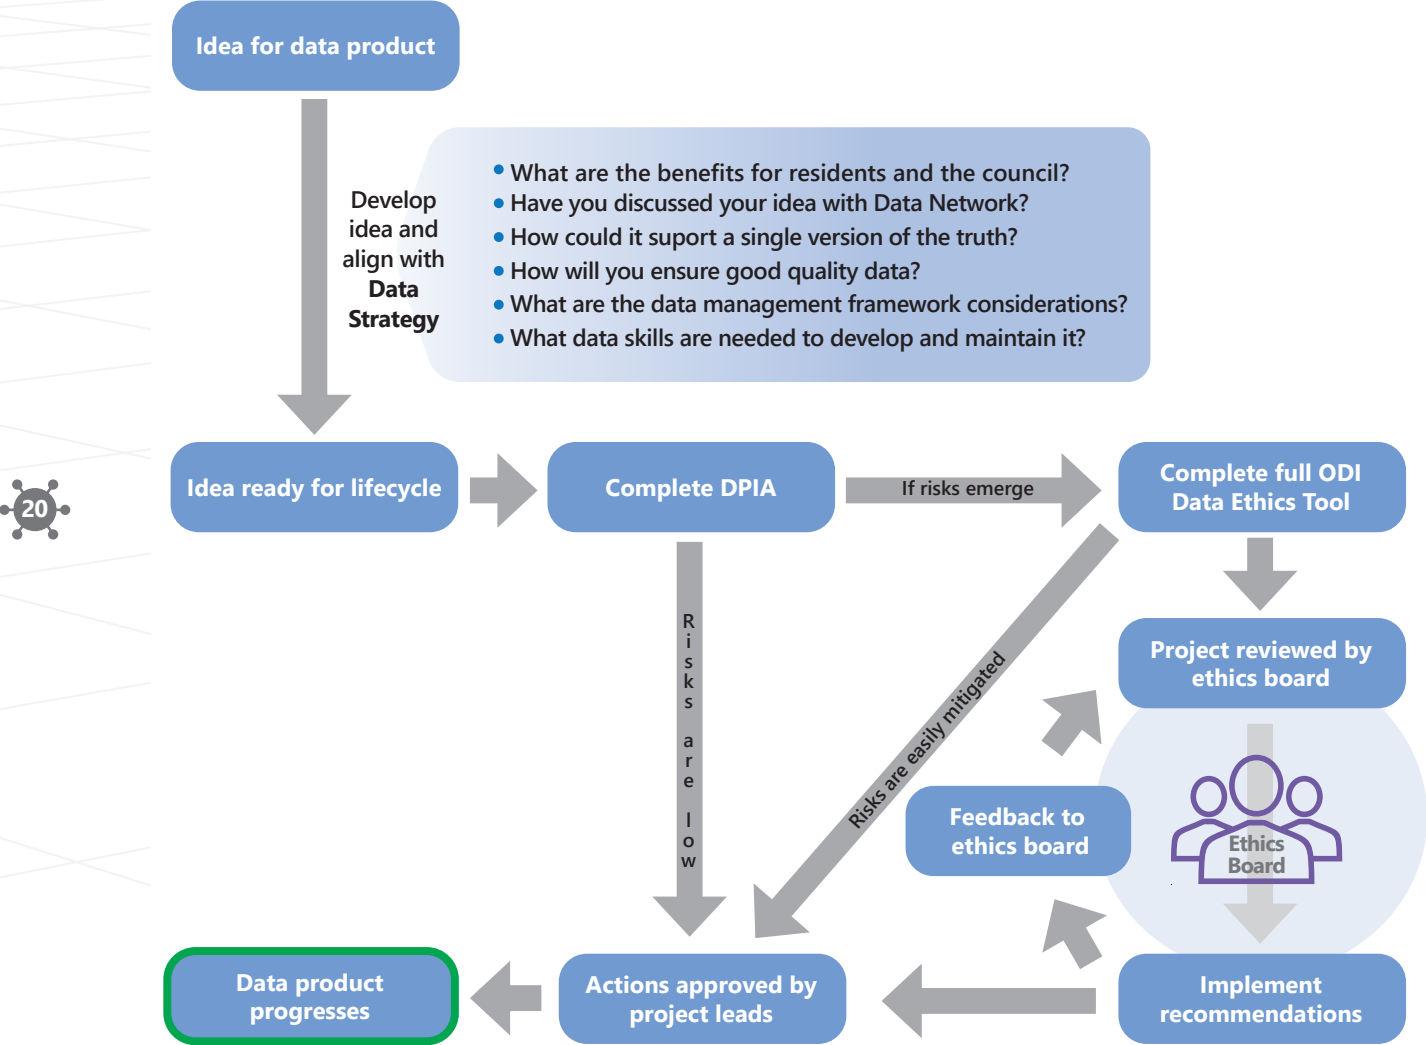 Idea for data product
Develop
idea and
align with
Data
Strategy
• What are the benefits for residents and the council?
• Have you discussed your idea with Data Network?
• How could it suport a single version of the truth?
• How will you ensure good quality data?
• What are the data management framework considerations?
• What data skills are needed to develop and maintain it?
Idea ready for lifecycle
Complete DPIA
If risks emerge
Complete full ODI
Data Ethics Tool
20
Risks are low
Risks are easily mitigated
Project reviewed by
ethics board
Feedback to
ethics board
Ethics
Board
Data product
progresses
Actions approved by
project leads
Implement
recommendations